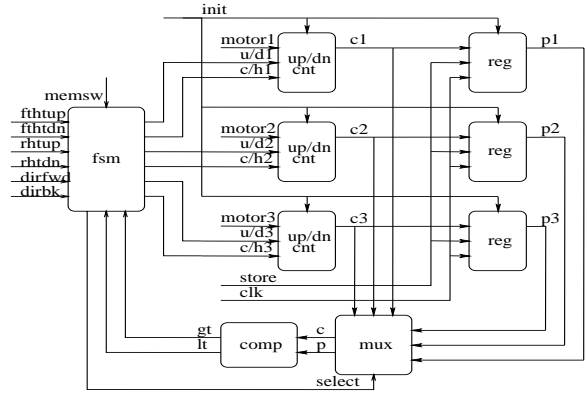 init
motor1
u/d1
c/h1
up/dn
cnt
c1
reg
p1
memsw
fthtup
fthtdn
rhtup
rhtdn
dirfwd
dirbk
fsm
motor2
u/d2
c/h2
up/dn
cnt
c2
reg
p2
motor3
u/d3
c/h3
up/dn
cnt
c3
reg
p3
store
clk
gt
lt
comp
c
p
mux
select